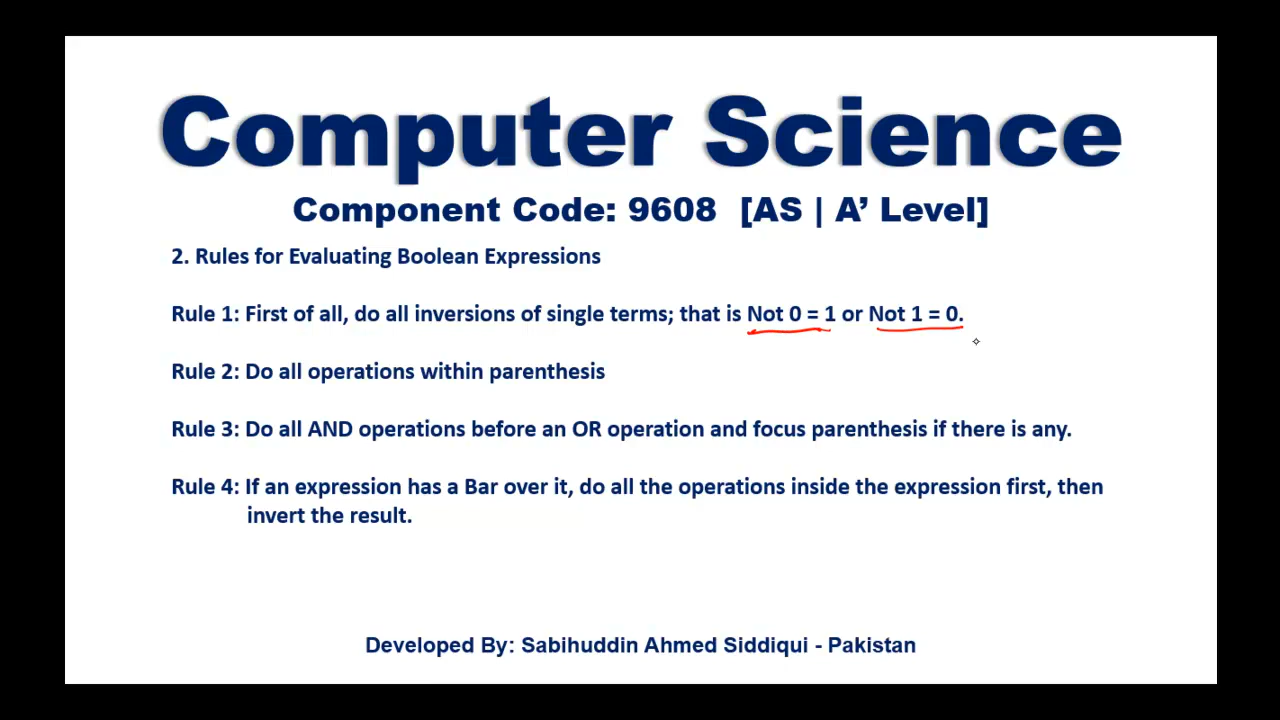 Computer Science
Component Code: 9608 [AS | A’ Level]
2. Rules for Evaluating Boolean Expressions
Rule 1: First of all, do all inversions of single terms; that is Not 0 = 1 or Not 1 = 0.
Rule 2: Do all operations within parenthesis
Rule 3: Do all AND operations before an OR operation and focus parenthesis if there is any.
Rule 4: If an expression has a Bar over it, do all the operations inside the expression first, then
invert the result.
Developed By: Sabihuddin Ahmed Siddiqui - Pakistan